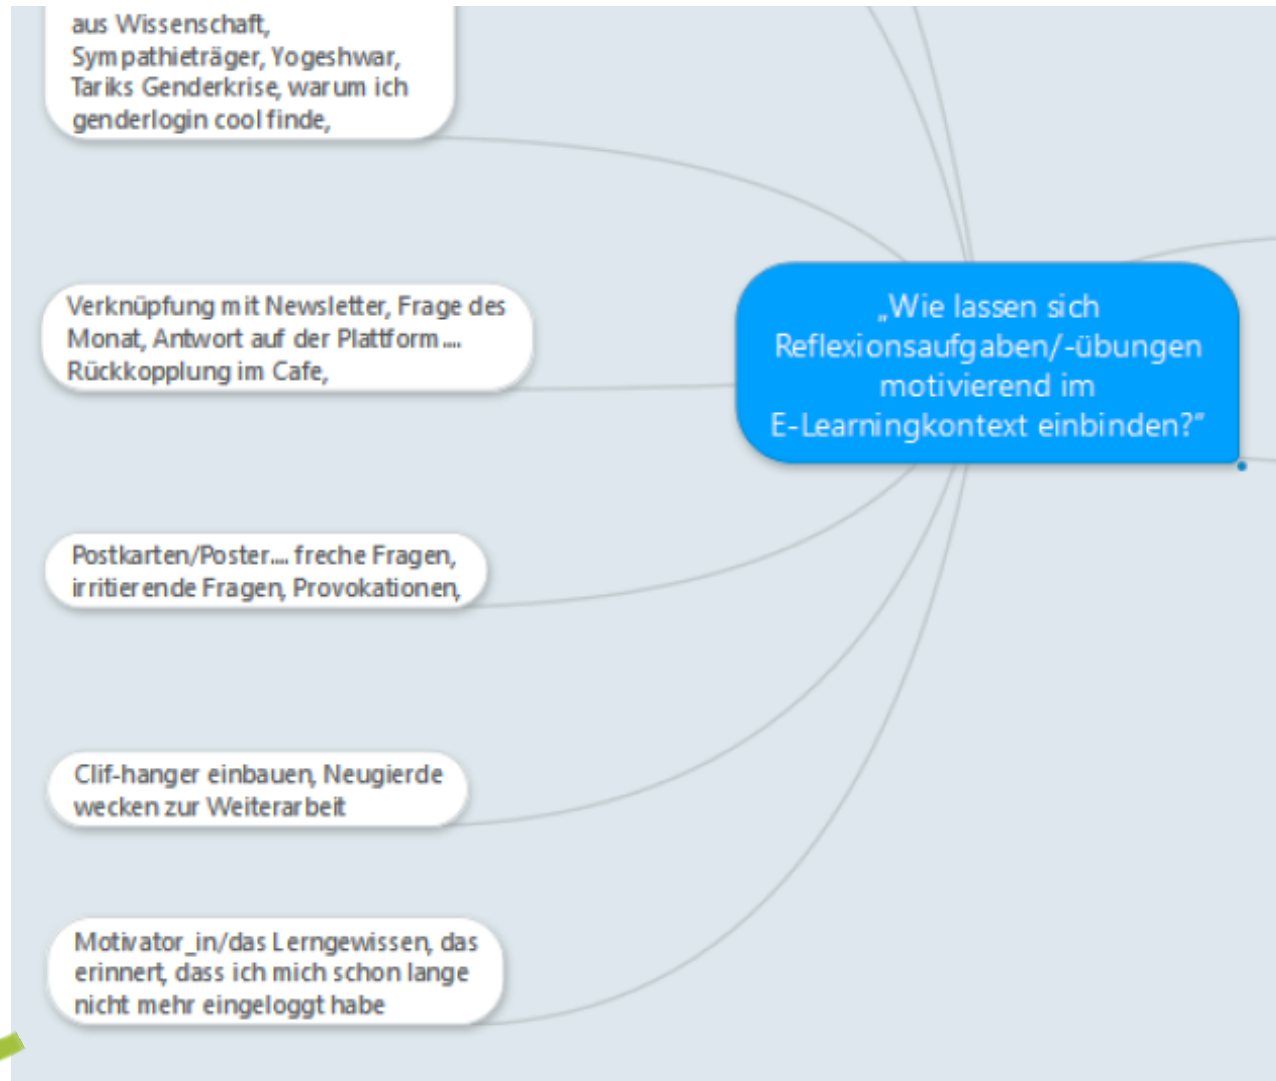 aus Wissenschaft,
Sympathieträger, Yogeshwar,
Tariks Genderkrise, warum ich
genderlogin cool finde,
Verknüpfung mit Newsletter, Frage des
Monat, Antwort auf der Plattform....
Rückkopplung im Cafe,
„Wie lassen sich
Reflexionsaufgaben/-übungen
motivierend im
E-Learningkontext einbinden?“
Postkarten/Poster.... freche Fragen,
irritierende Fragen, Provokationen,
Clif-hanger einbauen, Neugierde
wecken zur Weiterarbeit
Motivator_in/das Lerngewissen, das
erinnert, dass ich mich schon lange
nicht mehr eingeloggt habe